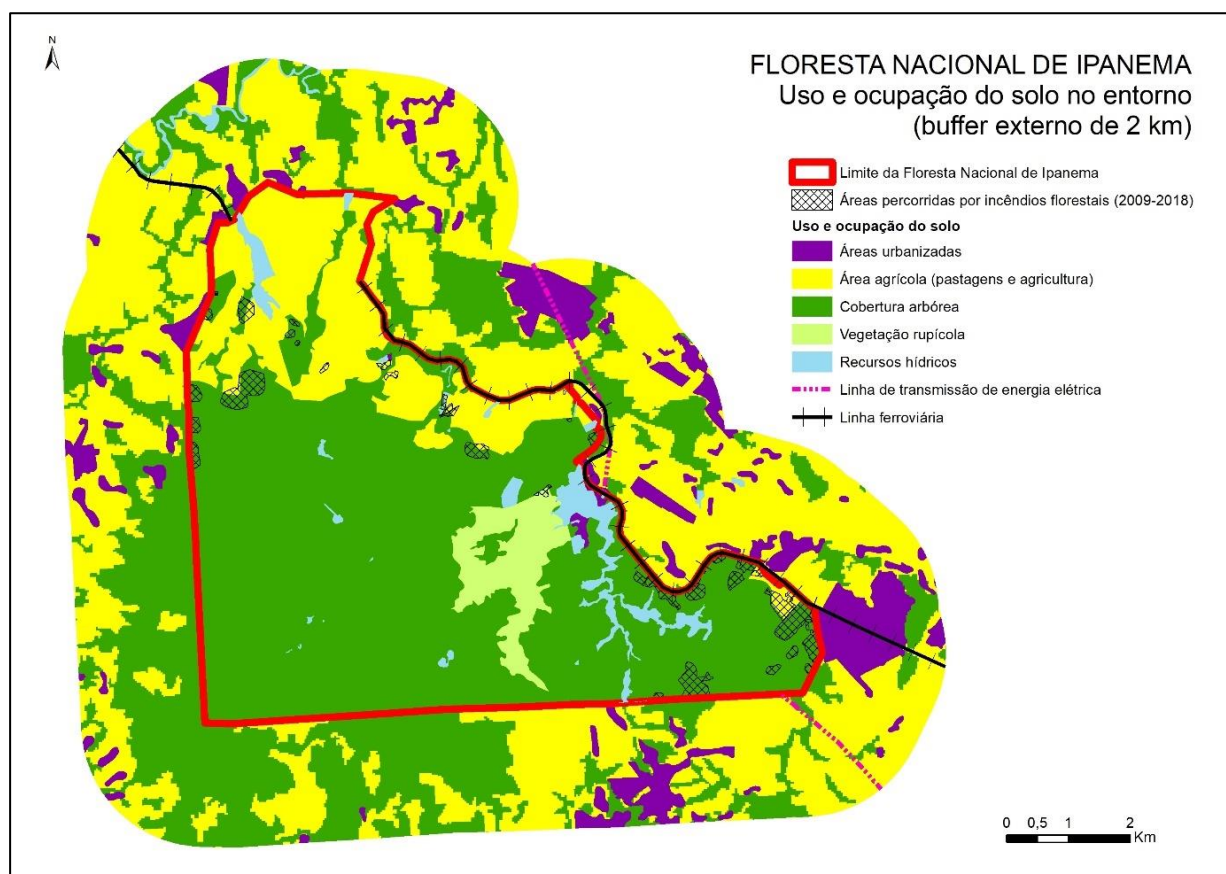 N
FLORESTA NACIONAL DE IPANEMA
Uso e ocupação do solo no entorno
(buffer externo de 2 km)
Limite da Floresta Nacional de Ipanema
Áreas percorridas por incêndios florestais (2009-2018)
Uso e ocupação do solo
Áreas urbanizadas
Área agrícola (pastagens e agricultura)
Cobertura arbórea
Vegetação rupícola
Recursos hídricos
Linha de transmissão de energia elétrica
Linha ferroviária
0 0,5 1 2
Km